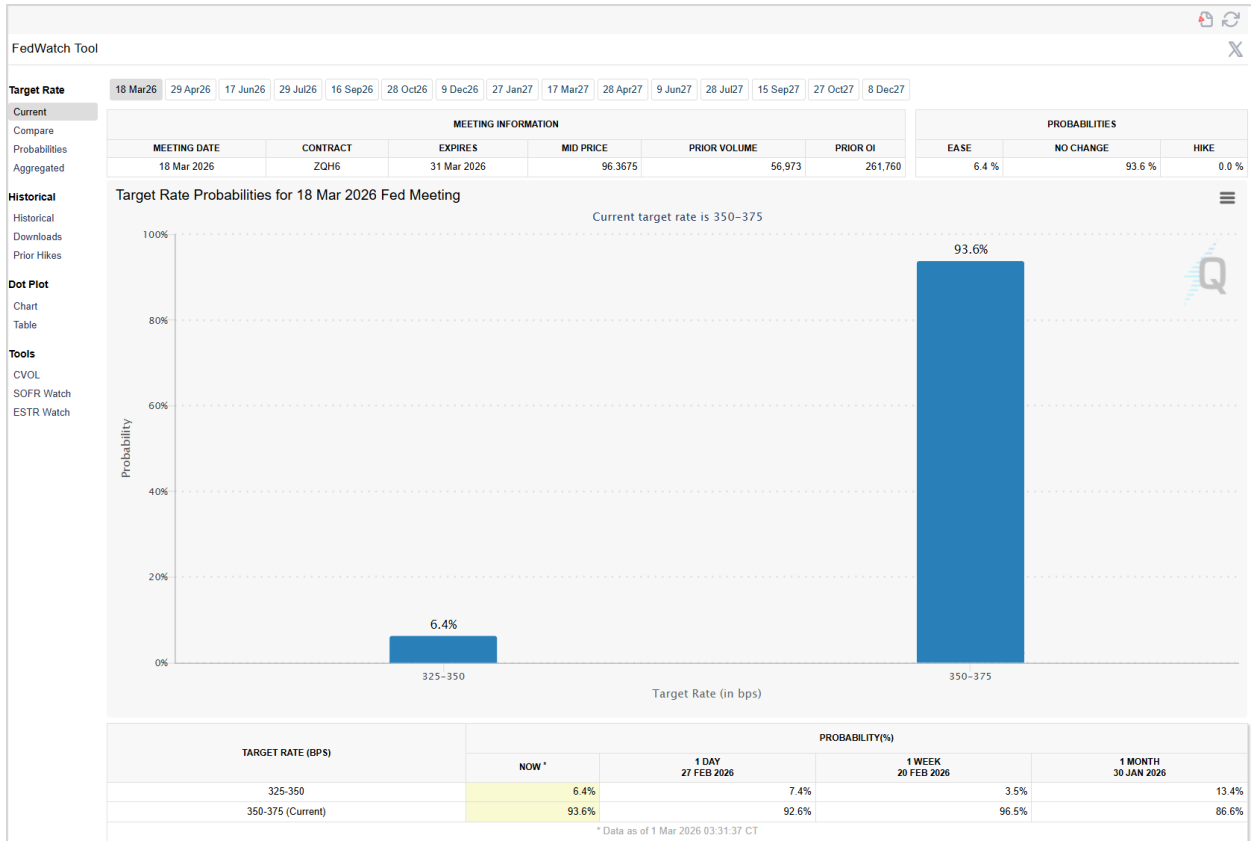 FedWatch Tool
Target Rate
Current
Compare
Probabilities
Aggregated
Historical
Historical
Downloads
Prior Hikes
Dot Plot
Chart
Table
Tools
CVOL
SOFR Watch
ESTR Watch
18 Mar26 29 Apr26 17 Jun26 29 Jul26 16 Sep26 28 Oct26 9 Dec26 27 Jan27 17 Mar27 28 Apr27 9 Jun27 28 Jul27 15 Sep27 27 Oct27 8 Dec27
MEETING INFORMATION
MEETING DATE CONTRACT EXPIRES MID PRICE PRIOR VOLUME PRIOR OI
18 Mar 2026 ZQH6 31 Mar 2026 96.3675 56,973 261,760
PROBABILITIES
EASE NO CHANGE HIKE
6.4 % 93.6 % 0.0 %
Target Rate Probabilities for 18 Mar 2026 Fed Meeting
Current target rate is 350-375
Probability
100%
80%
60%
40%
20%
0%
6.4%
93.6%
Q
325-350 350-375
Target Rate (in bps)
TARGET RATE (BPS) PROBABILITY(%)
NOW * 1 DAY 1 WEEK 1 MONTH
27 FEB 2026 20 FEB 2026 30 JAN 2026
325-350 6.4% 7.4% 3.5% 13.4%
350-375 (Current) 93.6% 92.6% 96.5% 86.6%
* Data as of 1 Mar 2026 03:31:37 CT